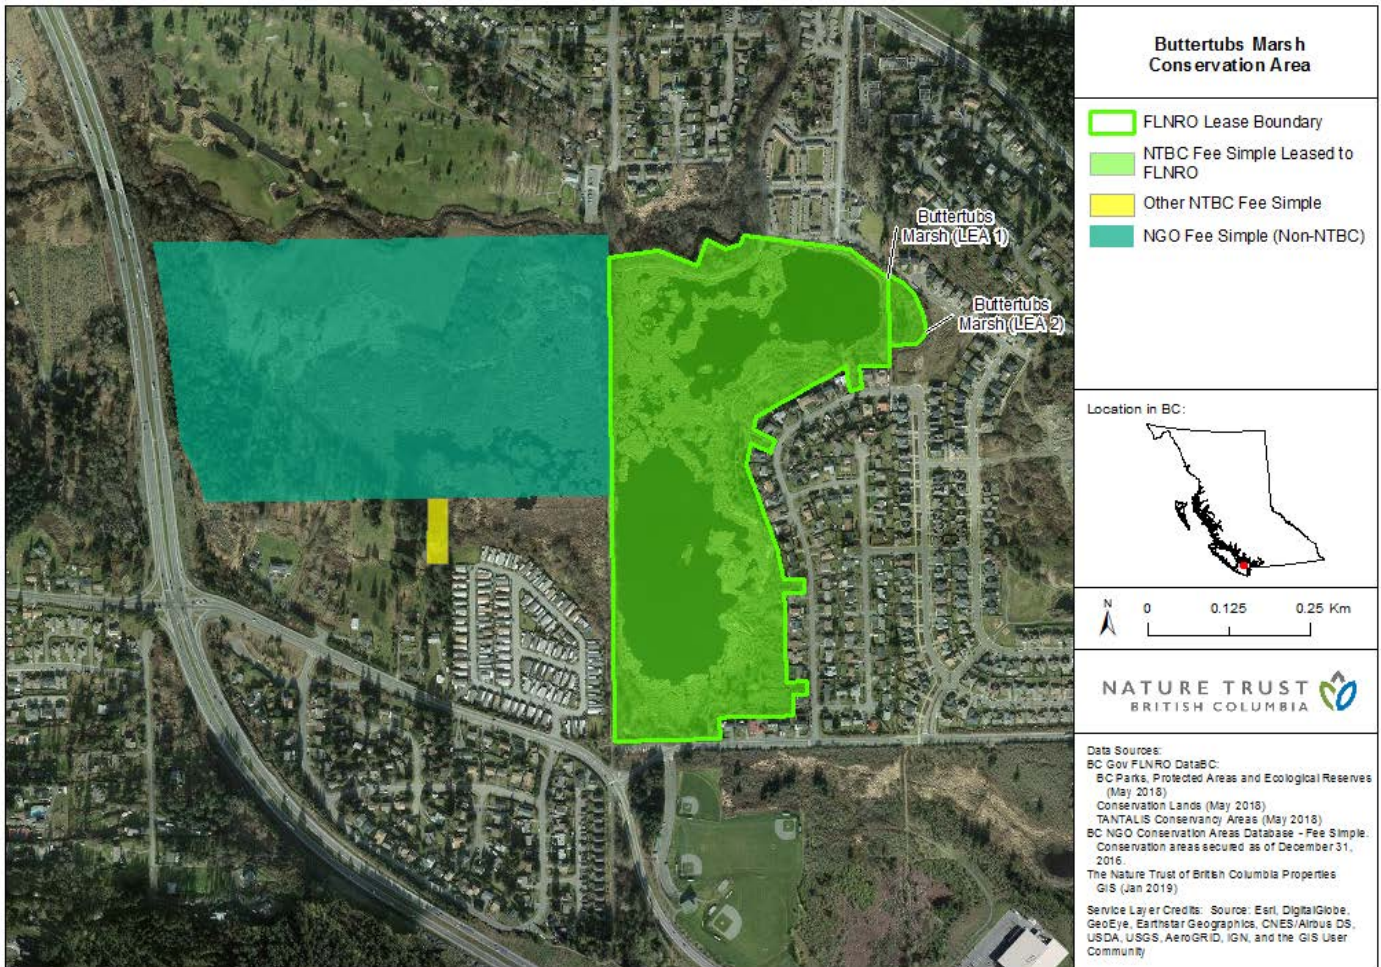 Buttertubs Marsh
Conservation Area
FLNRO Lease Boundary
NTBC Fee Simple Leased to
FLNRO
Other NTBC Fee Simple
NGO Fee Simple (Non-NTBC)
Buttertubs
Marsh (LEA 1)
Buttertubs
Marsh (LEA 2)
Location in BC:
N
0 0.125 0.25 Km
NATURE TRUST
BRITISH COLUMBIA
Data Sources:
BC Gov FLNRO DataBC:
BC Parks, Protected Areas and Ecological Reserves
(May 2018)
Conservation Lands (May 2018)
TANTALIS Conservancy Areas (May 2018)
BC NGO Conservation Areas Database - Fee Simple.
Conservation areas secured as of December 31,
2016.
The Nature Trust of British Columbia Properties
GIS (Jan 2019)
Service Layer Credits: Source: Esri, DigitalGlobe,
GeoEye, Earthstar Geographics, CNES/Airbus DS,
USDA, USGS, AeroGRID, IGN, and the GIS User
Community